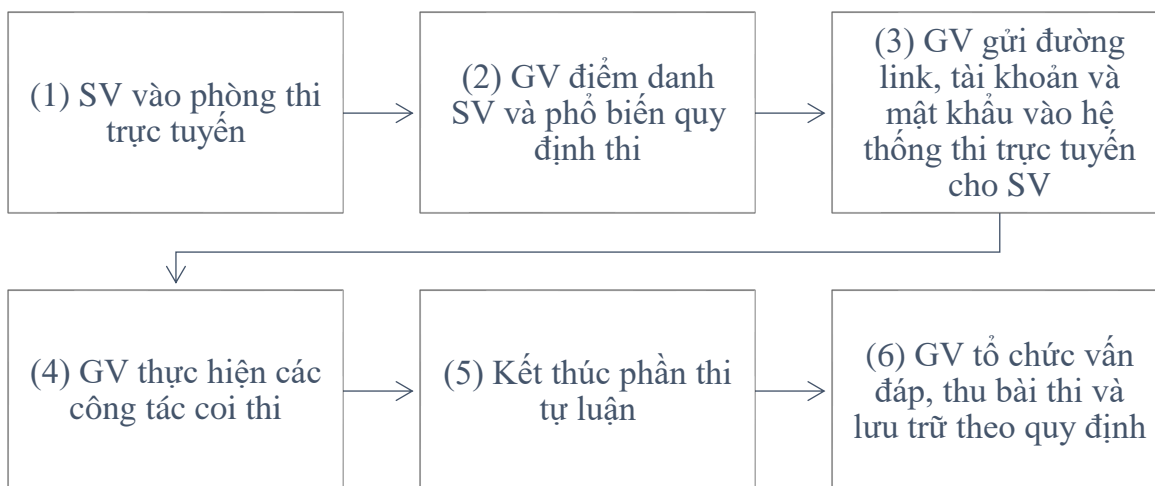 (1) SV vào phòng thi
trực tuyến
(2) GV điểm danh
SV và phổ biến quy
định thi
(3) GV gửi đường
link, tài khoản và
mật khẩu vào hệ
thống thi trực tuyến
cho SV
(4) GV thực hiện các
công tác coi thi
(5) Kết thúc phần thi
tự luận
(6) GV tổ chức vấn
đáp, thu bài thi và
lưu trữ theo quy định